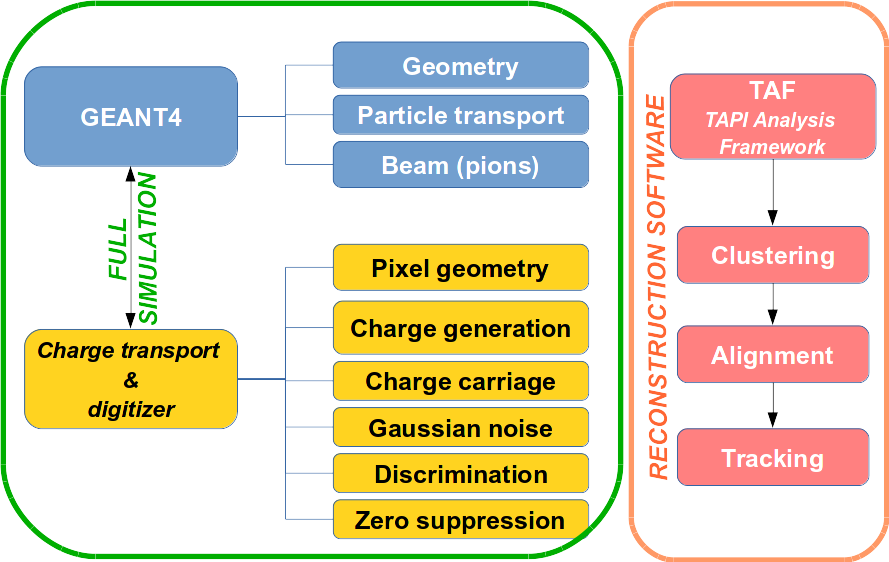 GEANT4
Geometry
Particle transport
Beam (pions)
FULL
SIMULATION
Charge transport
&
digitizer
Pixel geometry
Charge generation
Charge carriage
Gaussian noise
Discrimination
Zero suppression
RECONSTRUCTION SOFTWARE
TAF
TAPI Analysis
Framework
Clustering
Alignment
Tracking